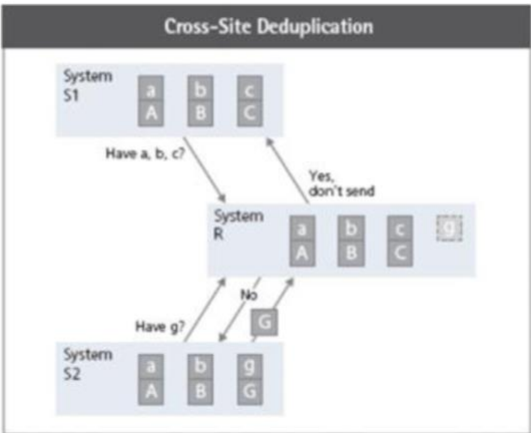 Cross-Site Deduplication
System
S1
a b c
A B C
Have a, b, c?
Yes,
don't send
System
R
a b c g
A B C
No
Have g?
G
System
S2
a b g
A B G